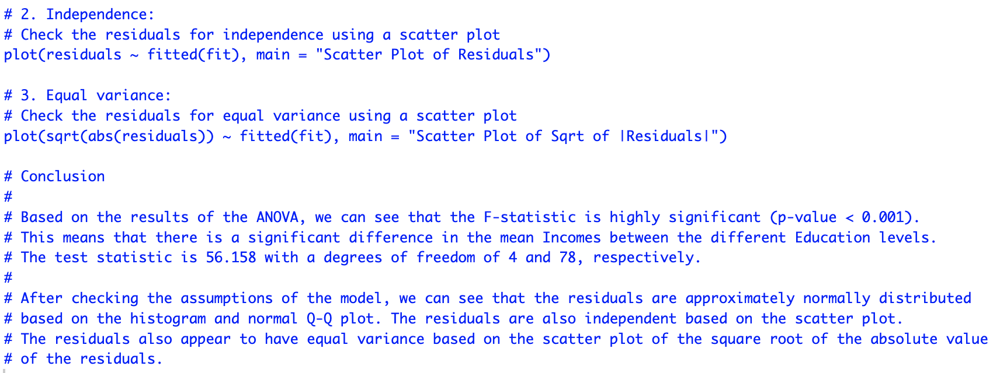 # 2. Independence:
# Check the residuals for independence using a scatter plot
plot(residuals ~ fitted(fit), main = "Scatter Plot of Residuals")
# 3. Equal variance:
# Check the residuals for equal variance using a scatter plot
plot(sqrt(abs(residuals)) ~ fitted(fit), main = "Scatter Plot of Sqrt of |Residuals|")
# Conclusion
#
# Based on the results of the ANOVA, we can see that the F-statistic is highly significant (p-value < 0.001).
# This means that there is a significant difference in the mean Incomes between the different Education levels.
# The test statistic is 56.158 with a degrees of freedom of 4 and 78, respectively.
#
# After checking the assumptions of the model, we can see that the residuals are approximately normally distributed
# based on the histogram and normal Q-Q plot. The residuals are also independent based on the scatter plot.
# The residuals also appear to have equal variance based on the scatter plot of the square root of the absolute value
# of the residuals.